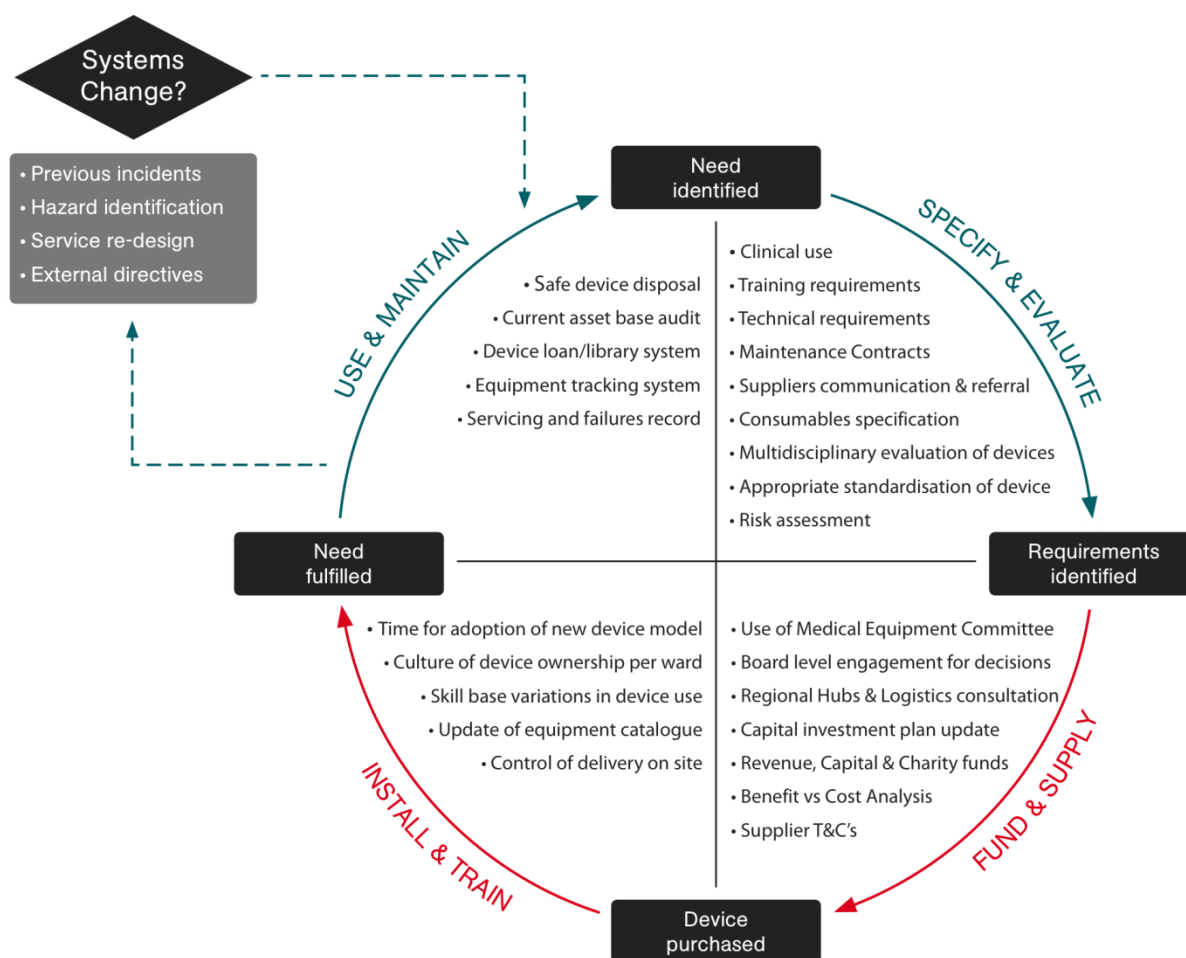 Systems
Change?
• Previous incidents
• Hazard identification
• Service re-design
• External directives
Need
identified
USE & MAINTAIN
SPECIFY & EVALUATE
• Safe device disposal
• Current asset base audit
• Device loan/library system
• Equipment tracking system
• Servicing and failures record
• Clinical use
• Training requirements
• Technical requirements
• Maintenance Contracts
• Suppliers communication & referral
• Consumables specification
• Multidisciplinary evaluation of devices
• Appropriate standardisation of device
• Risk assessment
Need
fulfilled
Requirements
identified
• Time for adoption of new device model
• Culture of device ownership per ward
• Skill base variations in device use
• Update of equipment catalogue
• Control of delivery on site
• Use of Medical Equipment Committee
• Board level engagement for decisions
• Regional Hubs & Logistics consultation
• Capital investment plan update
• Revenue, Capital & Charity funds
• Benefit vs Cost Analysis
• Supplier T&C's
INSTALL & TRAIN
FUND & SUPPLY
Device
purchased